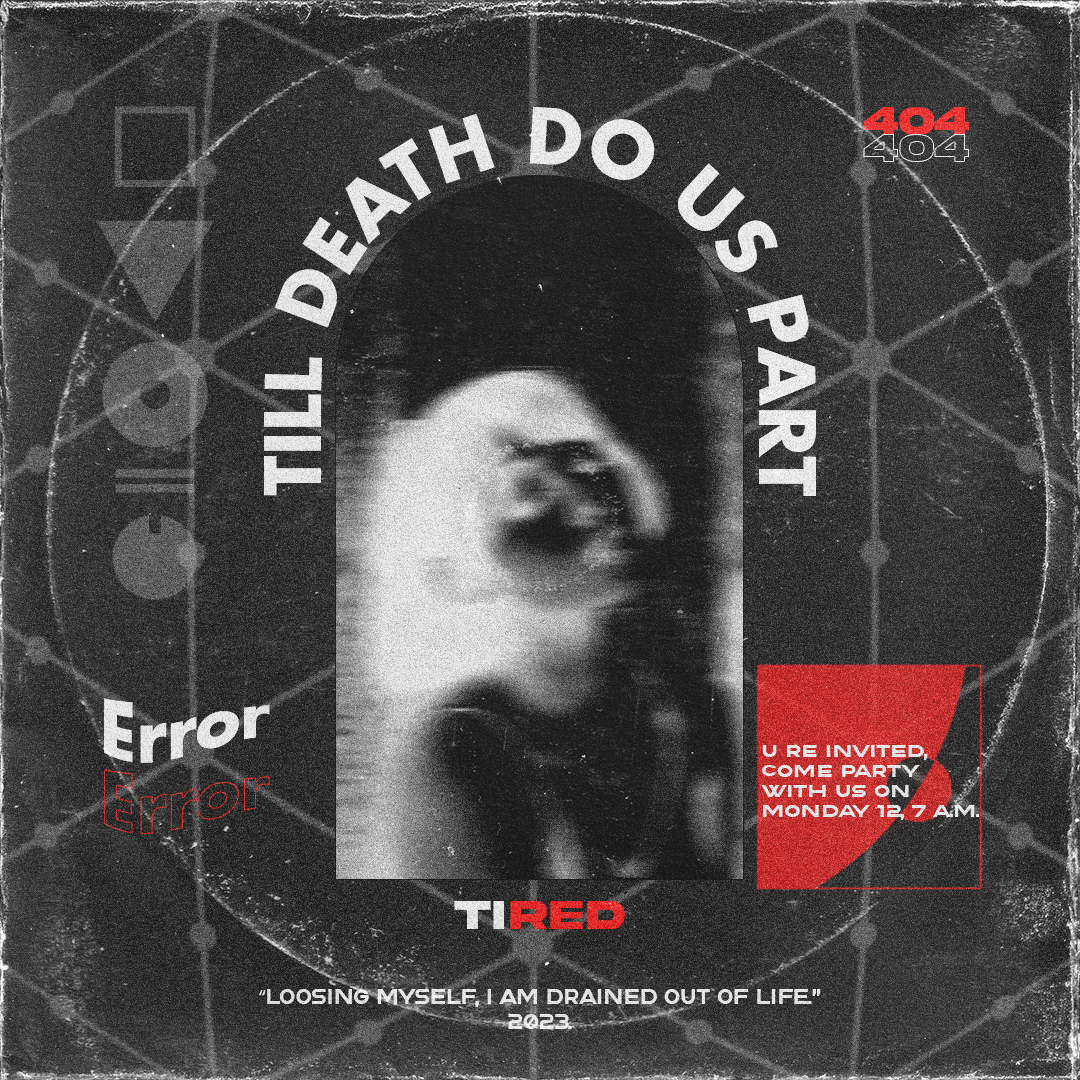 TILL DEATH DO US PART
404
404
Error
Error
U RE INVITED,
COME PARTY
WITH US ON
MONDAY 12, 7 A.M.
TIRED
“LOOSING MYSELF, I AM DRAINED OUT OF LIFE”
2023.